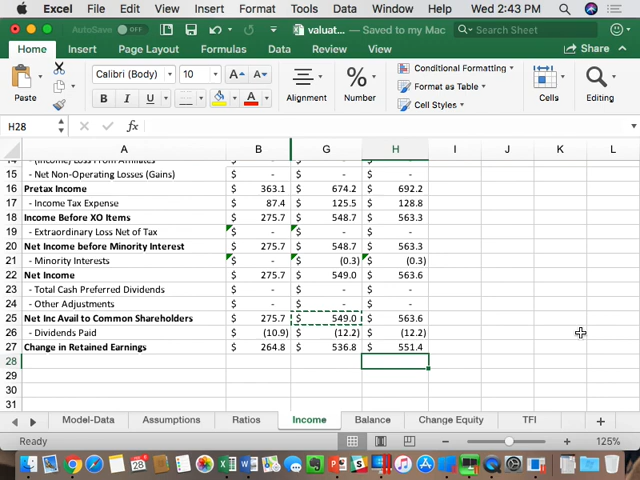 Excel File Edit View Insert Format Tools Data Window Help Wed 2:43 PM
AutoSave OFF valuat... — Saved to my Mac Search Sheet
Home Insert Page Layout Formulas Data Review View Share
Paste Calibri (Body) 10 A A Alignment % Number Conditional Formatting Format as Table Cell Styles Cells Editing
B I U A
H28 fx
A B G H I J K L
14 - (Income) Loss From Affiliates $ - $ - $ -
15 - Net Non-Operating Losses (Gains) $ - $ - $ -
16 Pretax Income $ 363.1 $ 674.2 $ 692.2
17 - Income Tax Expense $ 87.4 $ 125.5 $ 128.8
18 Income Before XO Items $ 275.7 $ 548.7 $ 563.3
19 - Extraordinary Loss Net of Tax $ - $ - $ -
20 Net Income before Minority Interest $ 275.7 $ 548.7 $ 563.3
21 - Minority Interests $ - $ (0.3) $ (0.3)
22 Net Income $ 275.7 $ 549.0 $ 563.6
23 - Total Cash Preferred Dividends $ - $ - $ -
24 - Other Adjustments $ - $ - $ -
25 Net Inc Avail to Common Shareholders $ 275.7 $ 549.0 $ 563.6
26 - Dividends Paid $ (10.9) $ (12.2) $ (12.2)
27 Change in Retained Earnings $ 264.8 $ 536.8 $ 551.4
28
29
30
31
Model-Data Assumptions Ratios Income Balance Change Equity TFI +
Ready 125%